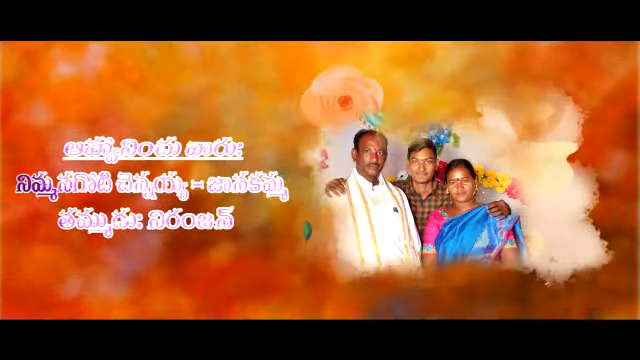 ఆహ్వానించు వారు:
నిమ్మనగోటి చెన్నయ్య - జానకమ్మ
తమ్ముడు: నిరంజన్